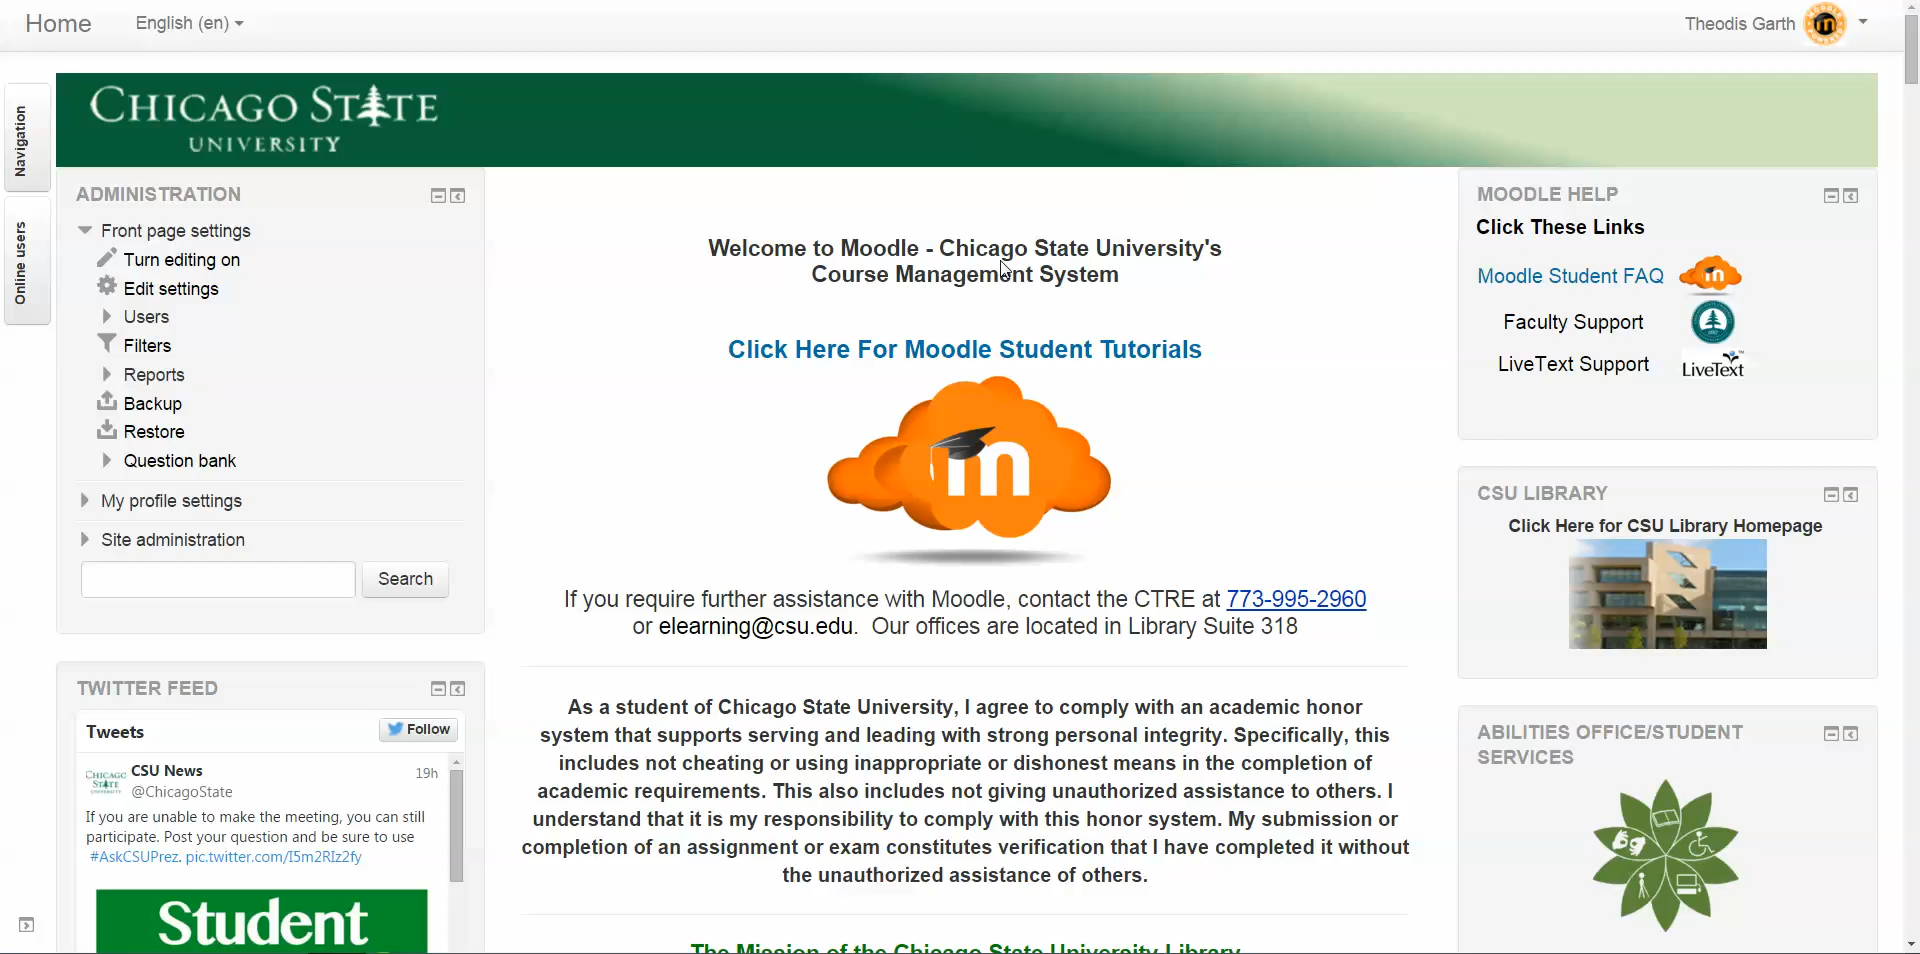 Home
English (en)
Theodis Garth
Navigation
Online users
CHICAGO STATE
UNIVERSITY
ADMINISTRATION
Front page settings
Turn editing on
Edit settings
Users
Filters
Reports
Backup
Restore
Question bank
My profile settings
Site administration
Search
TWITTER FEED
Tweets
Follow
CHICAGO
STATE
CSU News
19h
@ChicagoState
If you are unable to make the meeting, you can still
participate. Post your question and be sure to use
#AskCSUPrez. pic.twitter.com/I5m2RIz2fy
Student
Welcome to Moodle - Chicago State University's
Course Management System
Click Here For Moodle Student Tutorials
m
If you require further assistance with Moodle, contact the CTRE at 773-995-2960
or elearning@csu.edu. Our offices are located in Library Suite 318
As a student of Chicago State University, I agree to comply with an academic honor
system that supports serving and leading with strong personal integrity. Specifically, this
includes not cheating or using inappropriate or dishonest means in the completion of
academic requirements. This also includes not giving unauthorized assistance to others. I
understand that it is my responsibility to comply with this honor system. My submission or
completion of an assignment or exam constitutes verification that I have completed it without
the unauthorized assistance of others.
The Mission of the Chicago State University Library
MOODLE HELP
Click These Links
Moodle Student FAQ
m
Faculty Support
LiveText Support
LiveText
CSU LIBRARY
Click Here for CSU Library Homepage
ABILITIES OFFICE/STUDENT
SERVICES